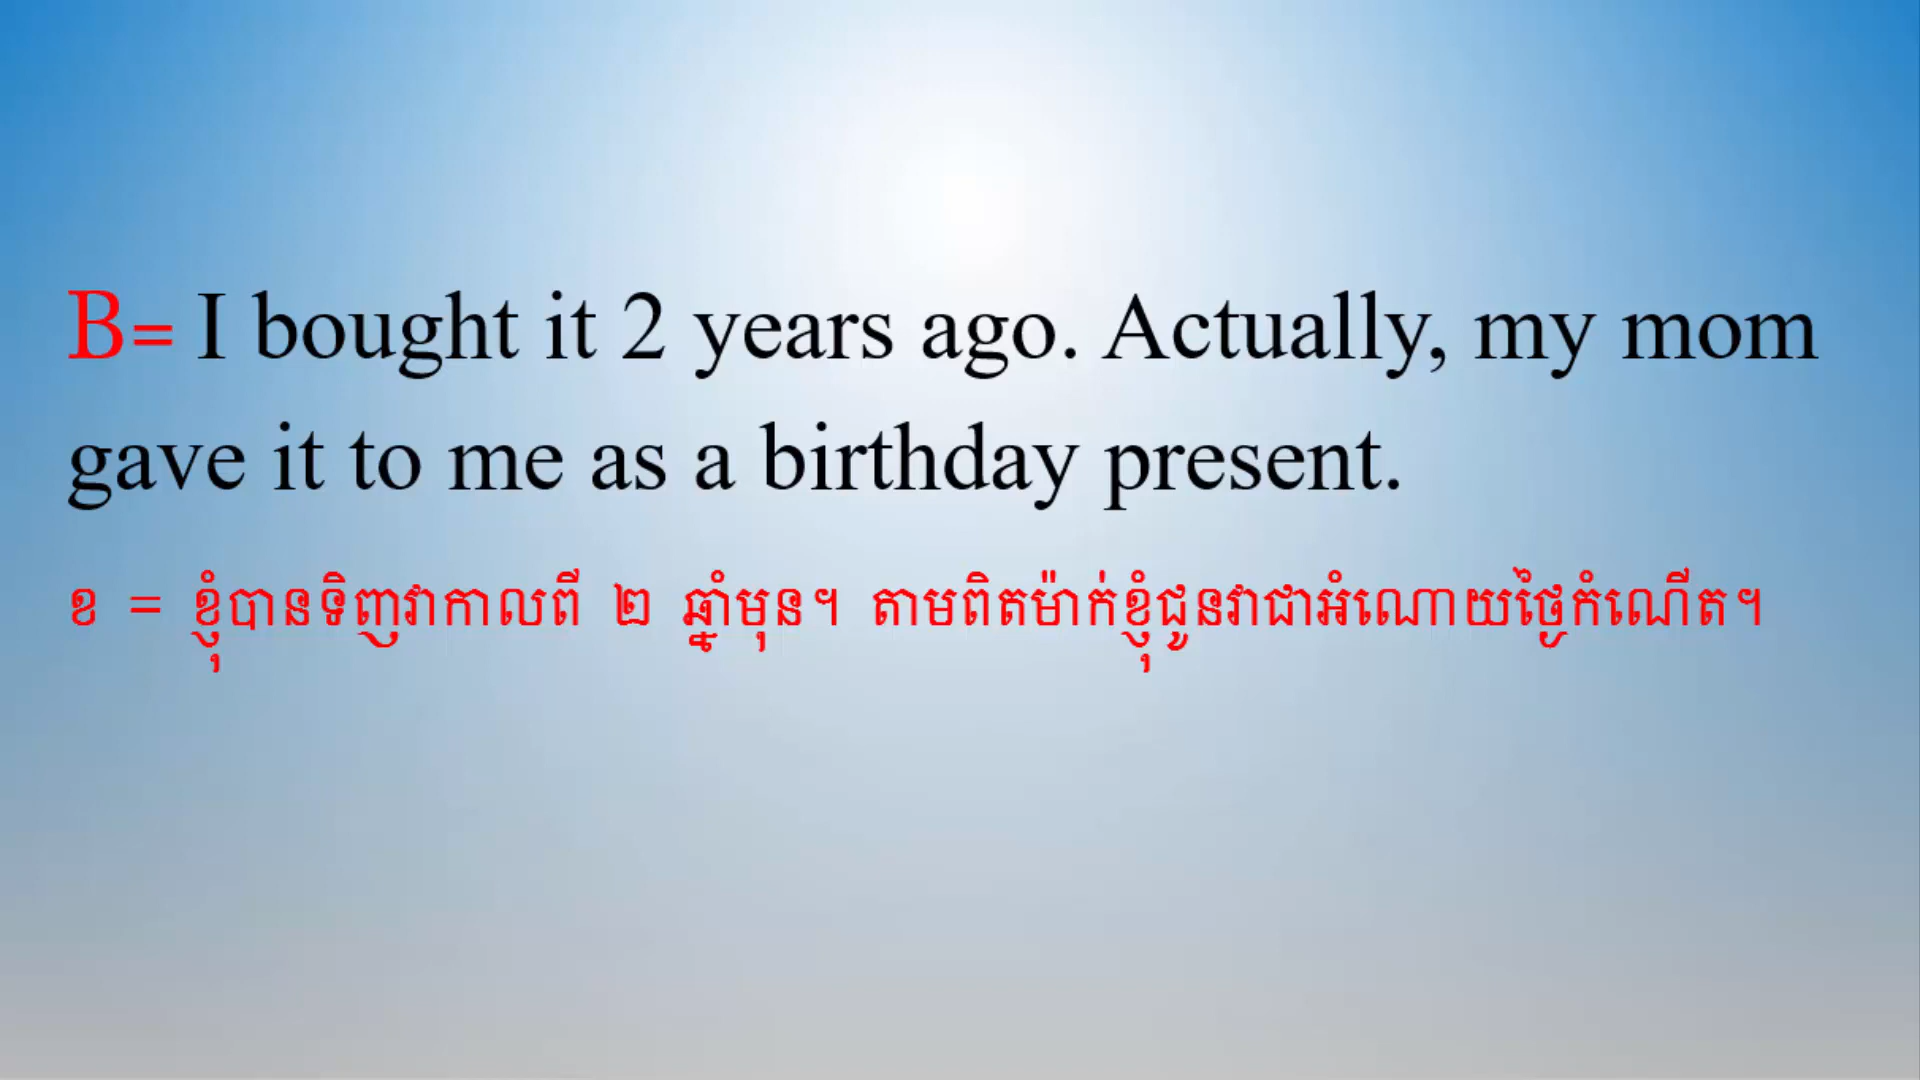 B= I bought it 2 years ago. Actually, my mom
gave it to me as a birthday present.
ខ = ខ្ញុំបានទិញវាកាលពី ២ ឆ្នាំមុន។ តាមពិតម៉ាក់ខ្ញុំជូនវាជាអំណោយថ្ងៃកំណើត។